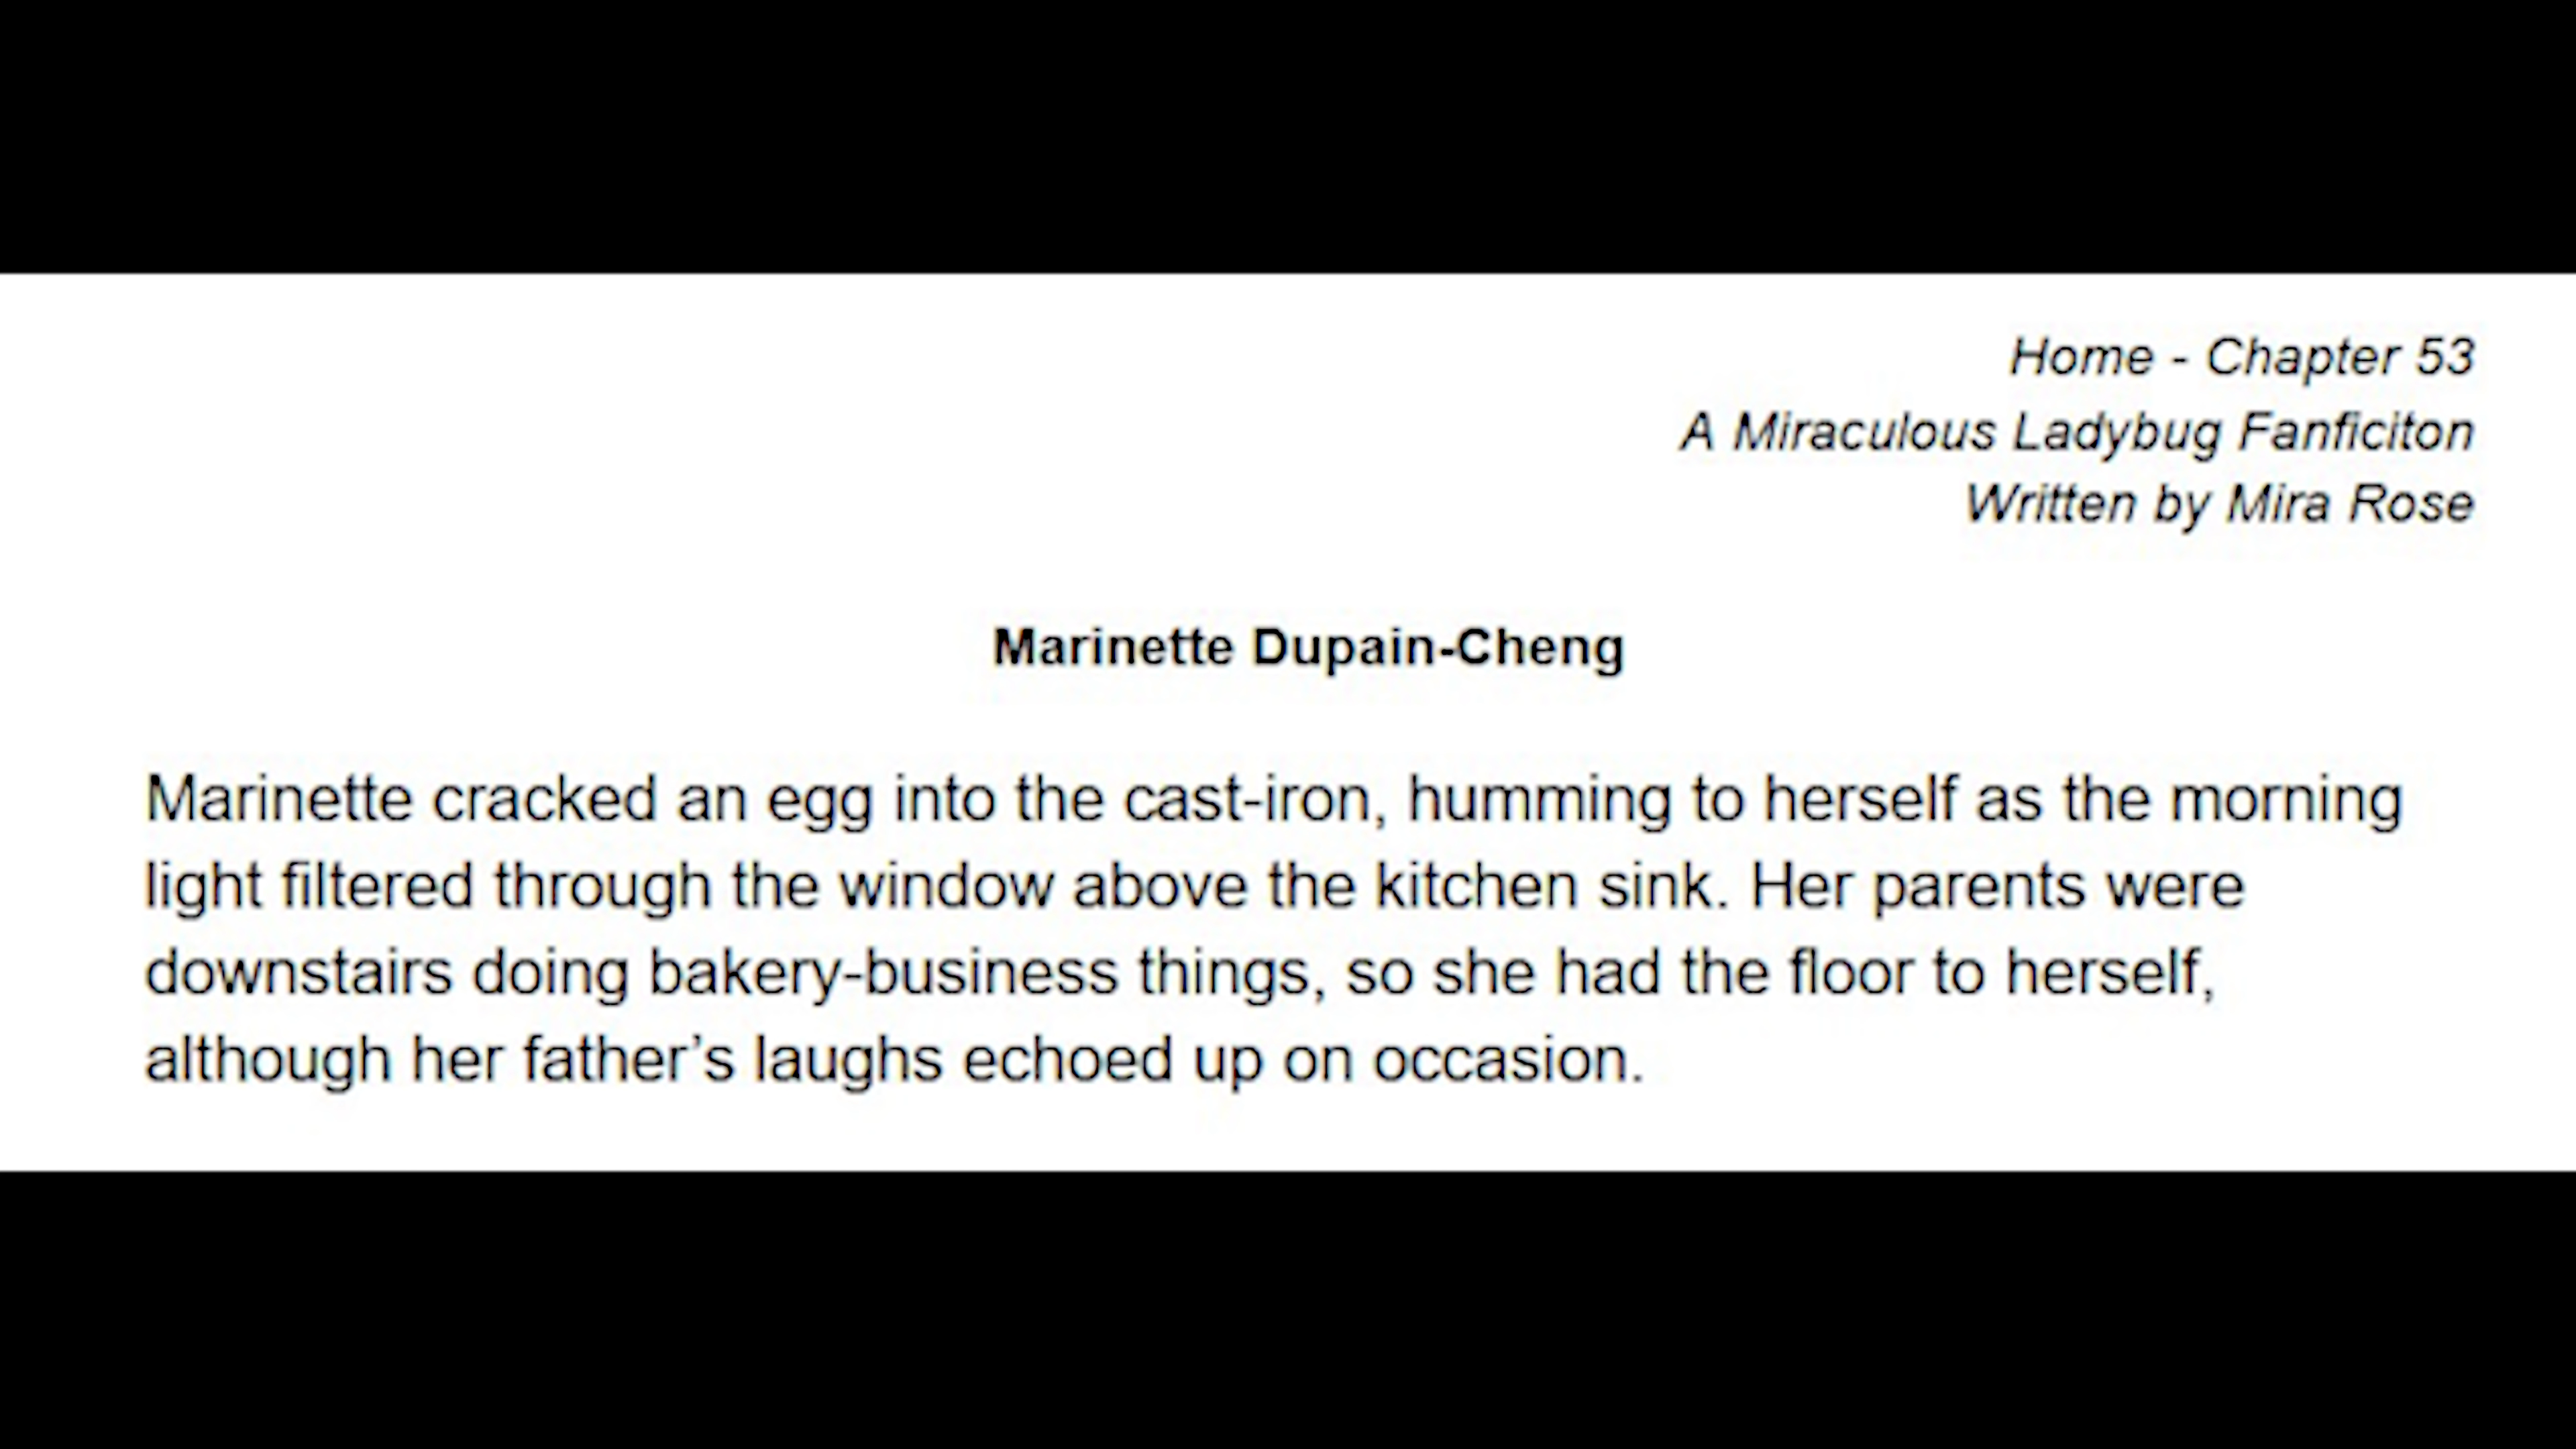 Home - Chapter 53
A Miraculous Ladybug Fanficiton
Written by Mira Rose
Marinette Dupain-Cheng
Marinette cracked an egg into the cast-iron, humming to herself as the morning
light filtered through the window above the kitchen sink. Her parents were
downstairs doing bakery-business things, so she had the floor to herself,
although her father’s laughs echoed up on occasion.